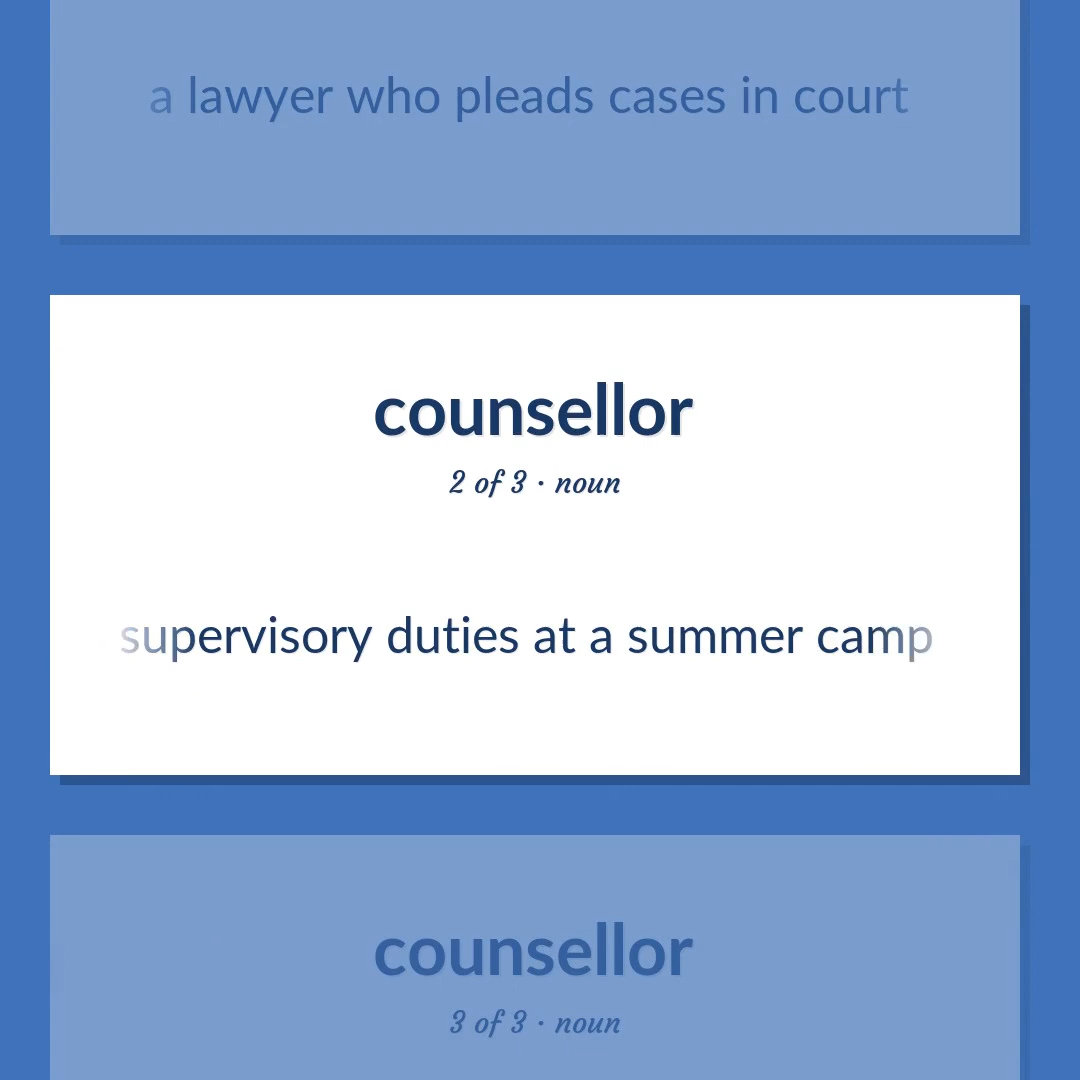 a lawyer who pleads cases in court
counsellor
2 of 3 · noun
supervisory duties at a summer camp
counsellor
3 of 3 · noun